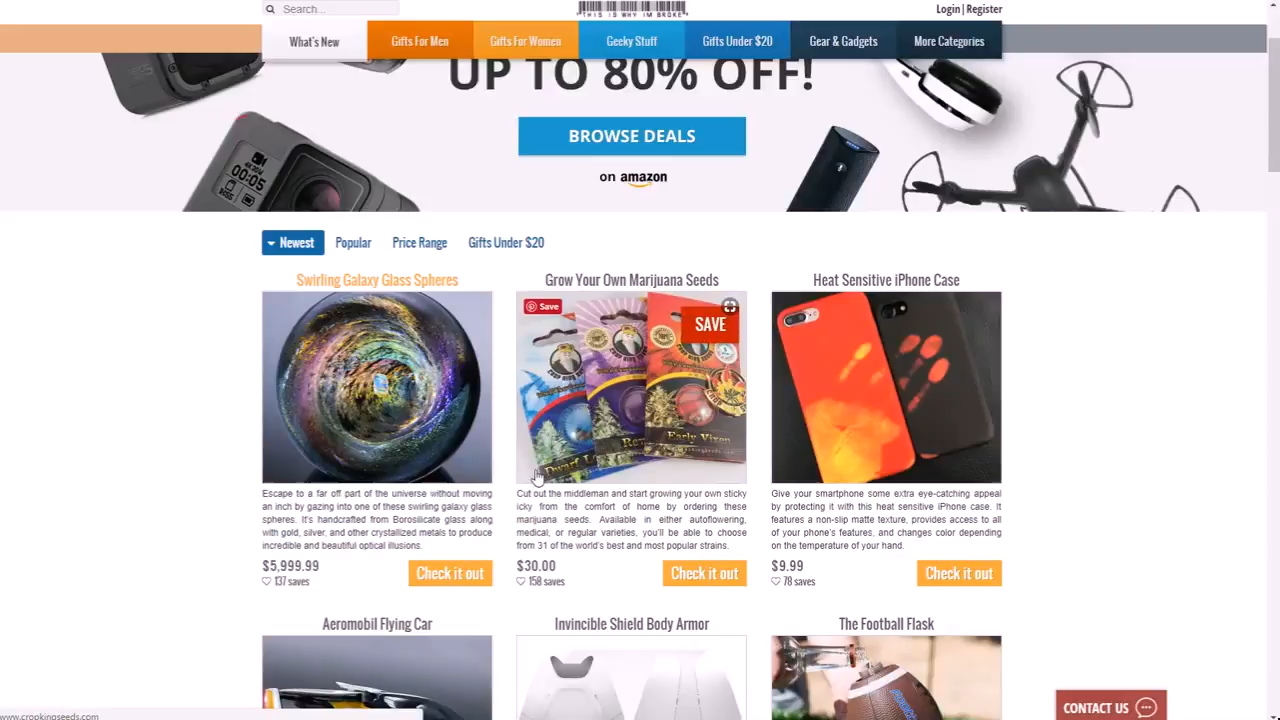 Search...
THIS IS WHY IM BROKE
Login | Register
What's New
Gifts For Men
Gifts For Women
Geeky Stuff
Gifts Under $20
Gear & Gadgets
More Categories
UP TO 80% OFF!
BROWSE DEALS
on amazon
4K.240
00:05
Newest
Popular
Price Range
Gifts Under $20
Swirling Galaxy Glass Spheres
Grow Your Own Marijuana Seeds
Heat Sensitive iPhone Case
Save
SAVE
Early Vixen
Escape to a far off part of the universe without moving
an inch by gazing into one of these swirling galaxy glass
spheres. It's handcrafted from Borosilicate glass along
with gold, silver, and other crystallized metals to produce
incredible and beautiful optical illusions.
$5,999.99
137 saves
Check it out
Cut out the middleman and start growing your own sticky
icky from the comfort of home by ordering these
marijuana seeds. Available in either autoflowering,
medical, or regular varieties, you'll be able to choose
from 31 of the world's best and most popular strains.
$30.00
158 saves
Check it out
Give your smartphone some extra eye-catching appeal
by protecting it with this heat sensitive iPhone case. It
features a non-slip matte texture, provides access to all
of your phone's features, and changes color depending
on the temperature of your hand.
$9.99
78 saves
Check it out
Aeromobil Flying Car
Invincible Shield Body Armor
The Football Flask
CONTACT US
www.cropkingseeds.com